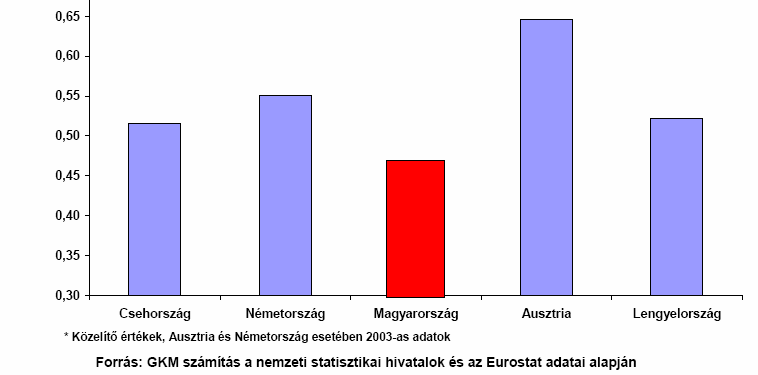 0,65
0,60
0,55
0,50
0,45
0,40
0,35
0,30
Csehország Németország Magyarország Ausztria Lengyelország
* Közelítő értékek, Ausztria és Németország esetében 2003-as adatok
Forrás: GKM számítás a nemzeti statisztikai hivatalok és az Eurostat adatai alapján